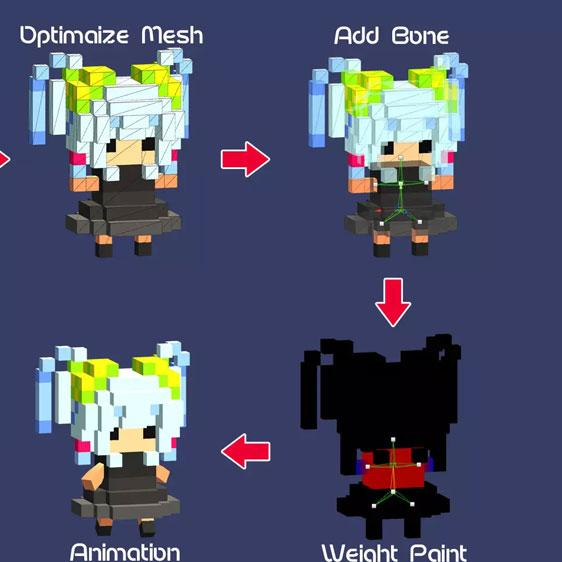 Optimaize Mesh
Add Bone
Animation
Weight Paint